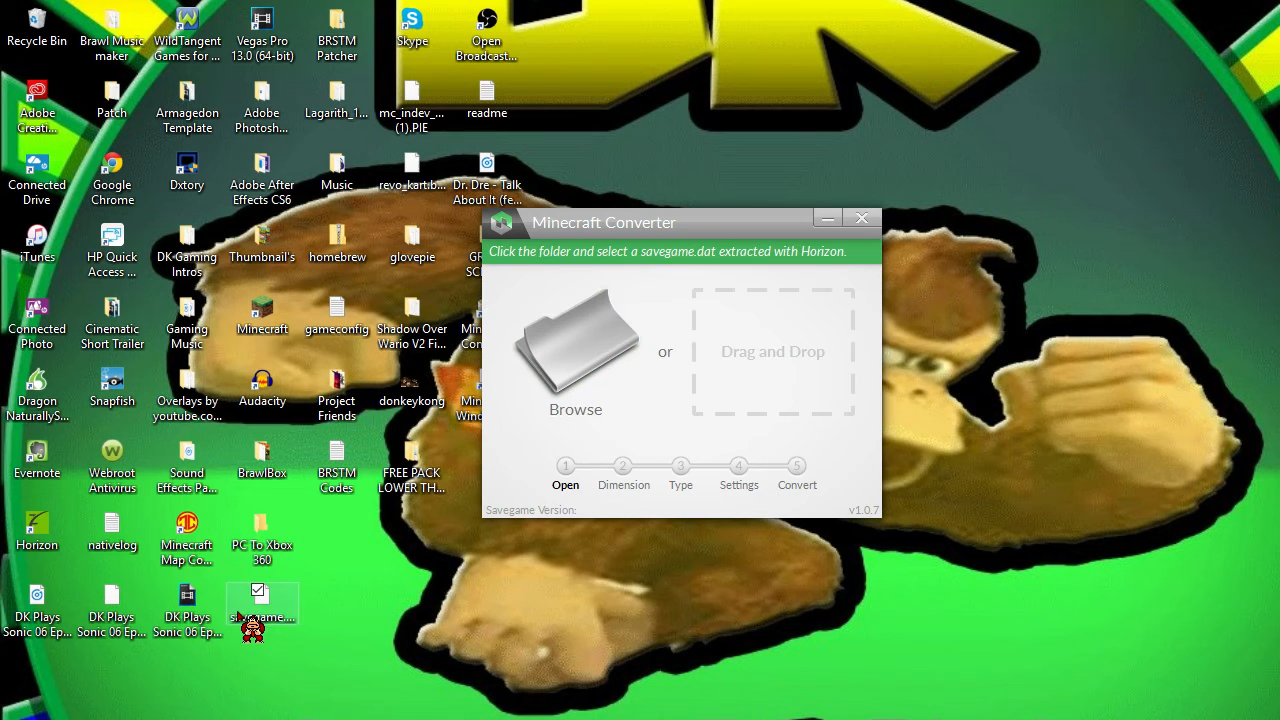 Recycle Bin
Brawl Music
maker
WildTangent
Games for ...
Vegas Pro
13.0 (64-bit)
BRSTM
Patcher
Skype
Open
Broadcast...
Adobe
Creati...
Patch
Armagedon
Template
Adobe
Photosh...
Lagarith_1...
mc_indev_...
(1).PIE
readme
Connected
Drive
Google
Chrome
Dxtory
Adobe After
Effects CS6
Music
revo_kart.b...
Dr. Dre - Talk
About It (fe...
iTunes
HP Quick
Access ...
DK Gaming
Intros
Thumbnail's
homebrew
glovepie
Connected
Photo
Cinematic
Short Trailer
Gaming
Music
Minecraft
gameconfig
Shadow Over
Wario V2 Fi...
Dragon
NaturallyS...
Snapfish
Overlays by
youtube.co...
Audacity
Project
Friends
donkeykong
Evernote
Webroot
Antivirus
Sound
Effects Pa...
BrawlBox
BRSTM
Codes
FREE PACK
LOWER TH...
Horizon
nativelog
Minecraft
Map Co...
PC To Xbox
360
DK Plays
Sonic 06 Ep...
DK Plays
Sonic 06 Ep...
DK Plays
Sonic 06 Ep...
savegame....
Minecraft Converter
Click the folder and select a savegame.dat extracted with Horizon.
Browse
or
Drag and Drop
1 2 3 4 5
Open Dimension Type Settings Convert
Savegame Version:
v1.0.7
DK